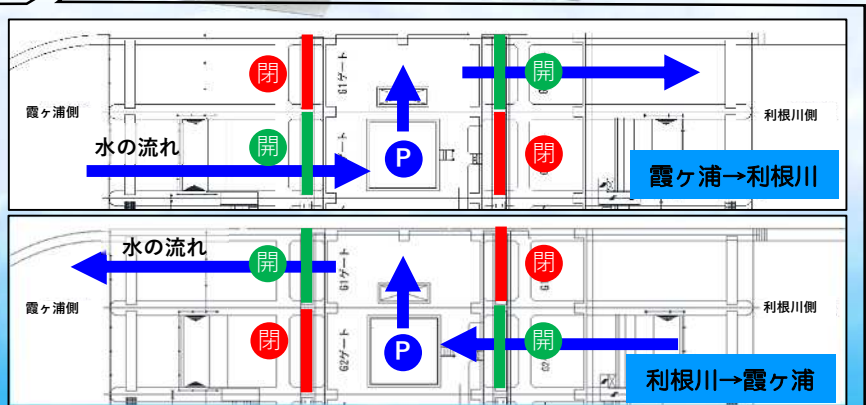 閉
G1ゲート
開
霞ヶ浦側
利根川側
水の流れ
開
P
閉
霞ヶ浦→利根川
水の流れ
開
G1ゲート
閉
霞ヶ浦側
利根川側
閉
G2ゲート
P
開
利根川→霞ヶ浦